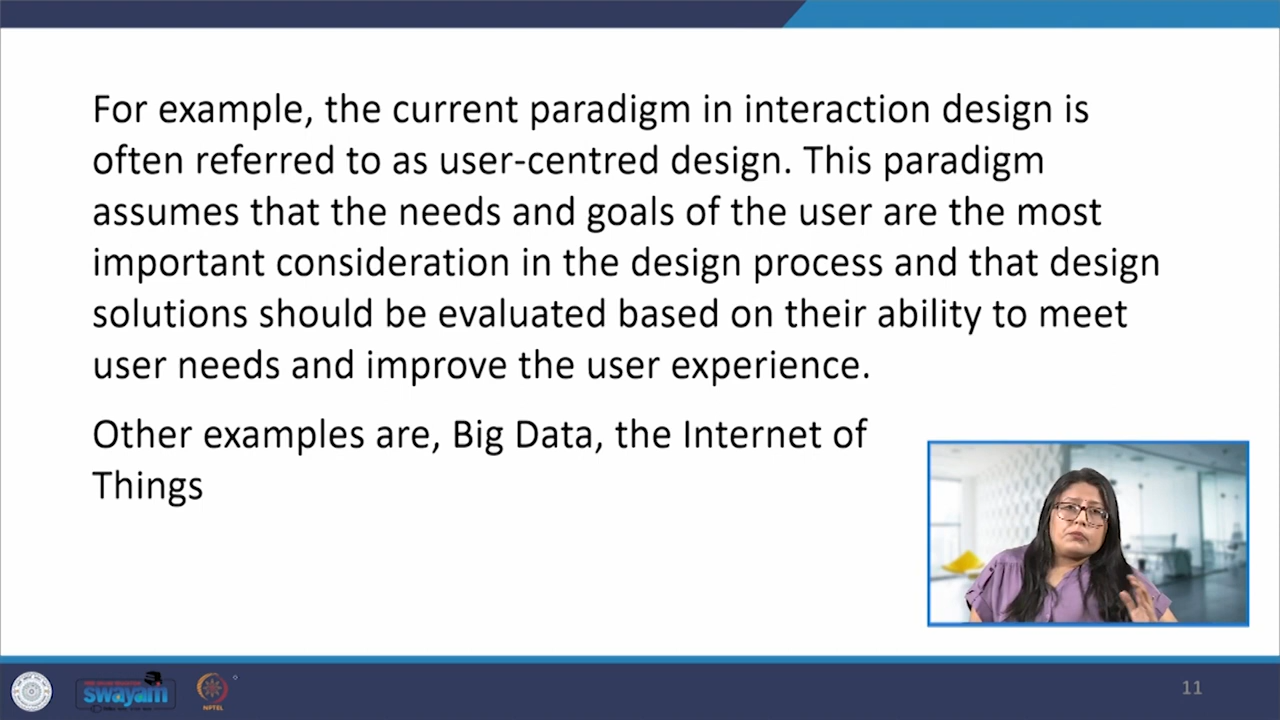 For example, the current paradigm in interaction design is
often referred to as user-centred design. This paradigm
assumes that the needs and goals of the user are the most
important consideration in the design process and that design
solutions should be evaluated based on their ability to meet
user needs and improve the user experience.
Other examples are, Big Data, the Internet of
Things
swayam
NPTEL
11